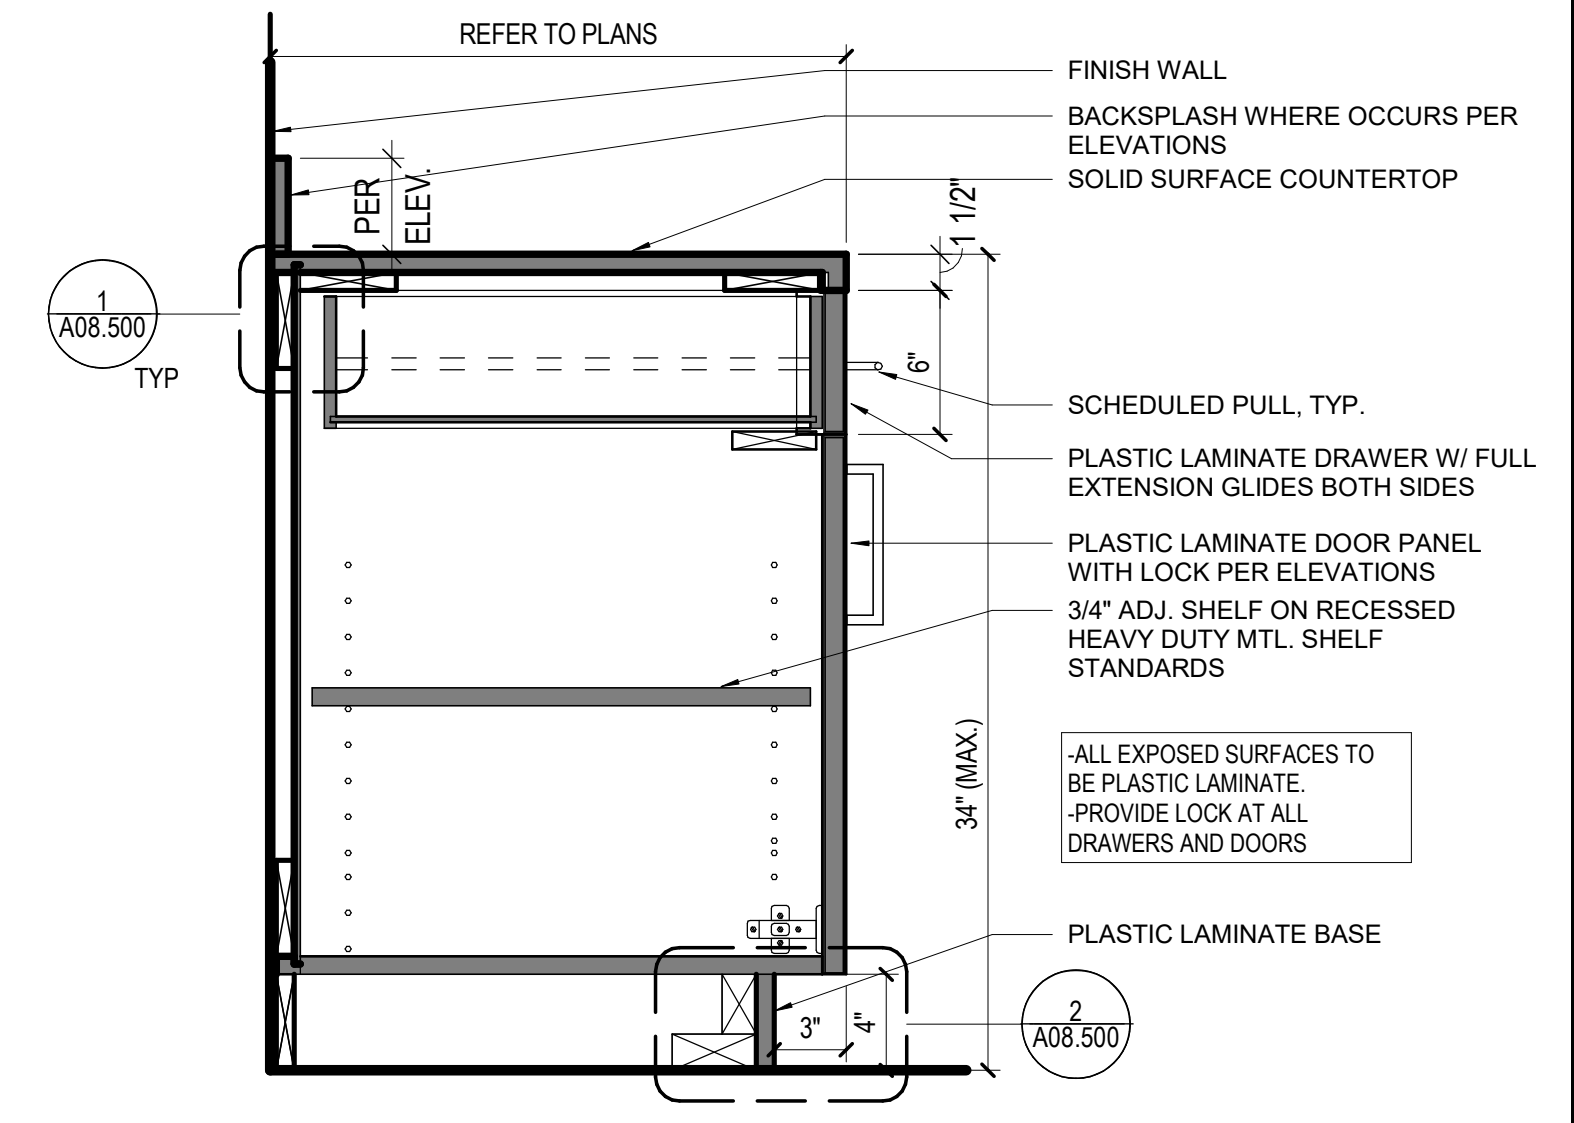 REFER TO PLANS
FINISH WALL
BACKSPLASH WHERE OCCURS PER
ELEVATIONS
SOLID SURFACE COUNTERTOP
PER
ELEV.
1 1/2"
1
A08.500
TYP
6"
SCHEDULED PULL, TYP.
PLASTIC LAMINATE DRAWER W/ FULL
EXTENSION GLIDES BOTH SIDES
PLASTIC LAMINATE DOOR PANEL
WITH LOCK PER ELEVATIONS
3/4" ADJ. SHELF ON RECESSED
HEAVY DUTY MTL. SHELF
STANDARDS
34" (MAX.)
-ALL EXPOSED SURFACES TO
BE PLASTIC LAMINATE.
-PROVIDE LOCK AT ALL
DRAWERS AND DOORS
PLASTIC LAMINATE BASE
3"
4"
2
A08.500